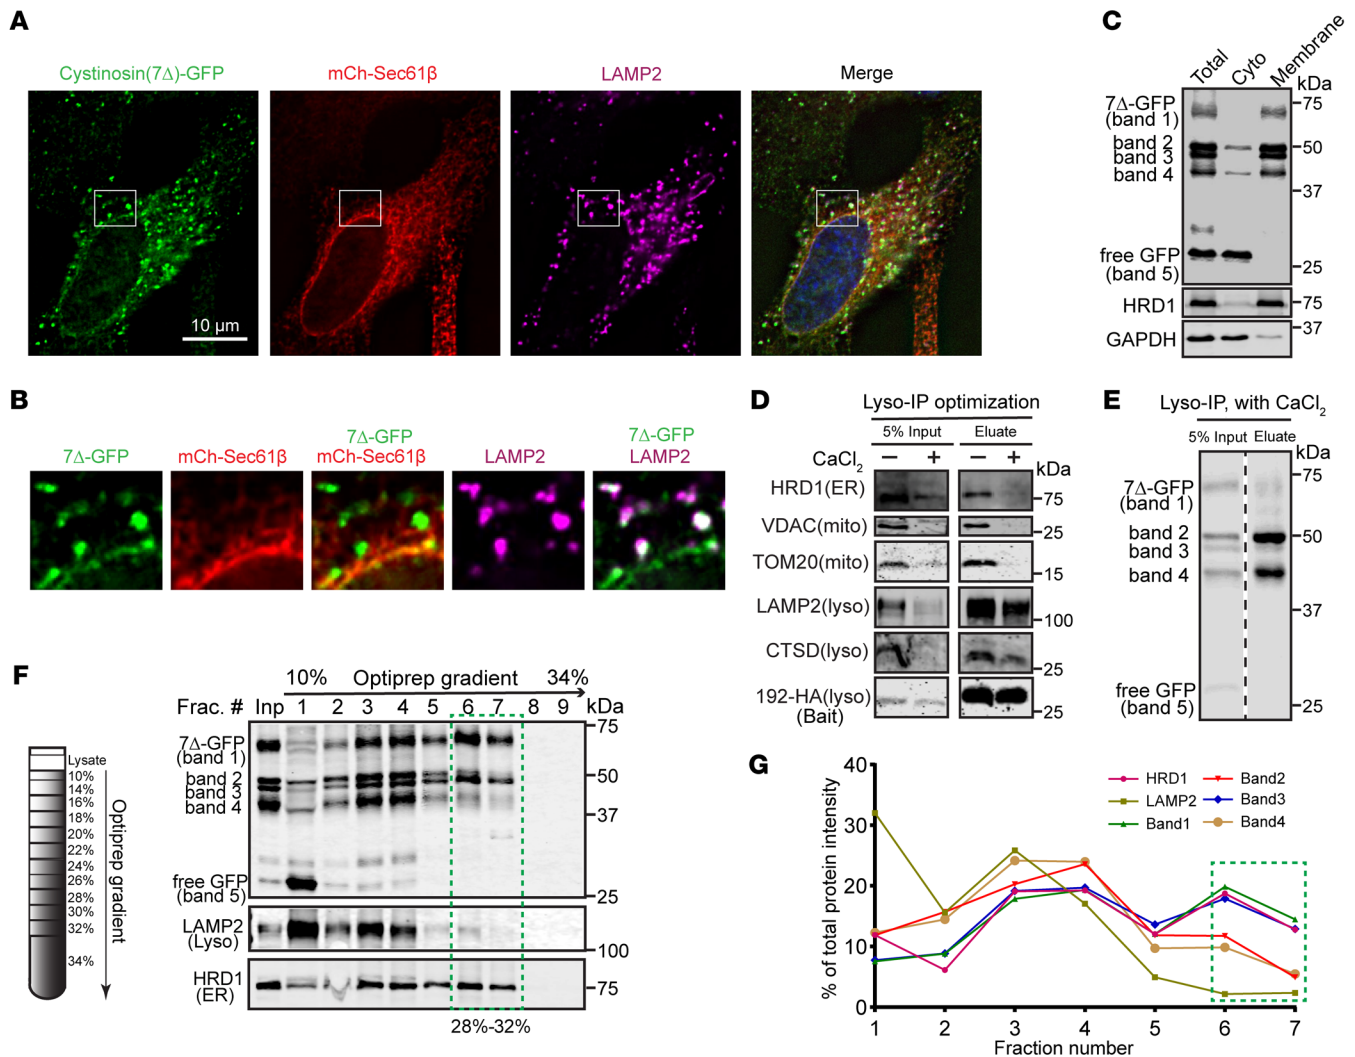 A
Cystinosin(7Δ)-GFP
mCh-Sec61β
LAMP2
Merge
10 µm
B
7Δ-GFP
mCh-Sec61β
7Δ-GFP
mCh-Sec61β
LAMP2
7Δ-GFP
LAMP2
C
Total
Cyto
Membrane
kDa
7Δ-GFP
(band 1)
band 2
band 3
band 4
free GFP
(band 5)
HRD1
GAPDH
75
50
37
25
75
37
D
Lyso-IP optimization
5% Input
Eluate
CaCl2
− + − +
kDa
HRD1(ER)
75
VDAC(mito)
25
TOM20(mito)
15
LAMP2(lyso)
100
CTSD(lyso)
25
192-HA(lyso)
(Bait)
25
E
Lyso-IP, with CaCl2
5% Input
Eluate
kDa
7Δ-GFP
(band 1)
band 2
band 3
band 4
free GFP
(band 5)
75
50
37
25
F
Lysate
10%
14%
16%
18%
20%
22%
24%
26%
28%
30%
32%
34%
Optiprep gradient
10% Optiprep gradient 34%
Frac. # Inp 1 2 3 4 5 6 7 8 9 kDa
7Δ-GFP
(band 1)
band 2
band 3
band 4
free GFP
(band 5)
LAMP2
(Lyso)
HRD1
(ER)
75
50
37
25
100
75
28%-32%
G
% of total protein intensity
40
30
20
10
0
1 2 3 4 5 6 7
Fraction number
HRD1
LAMP2
Band1
Band2
Band3
Band4